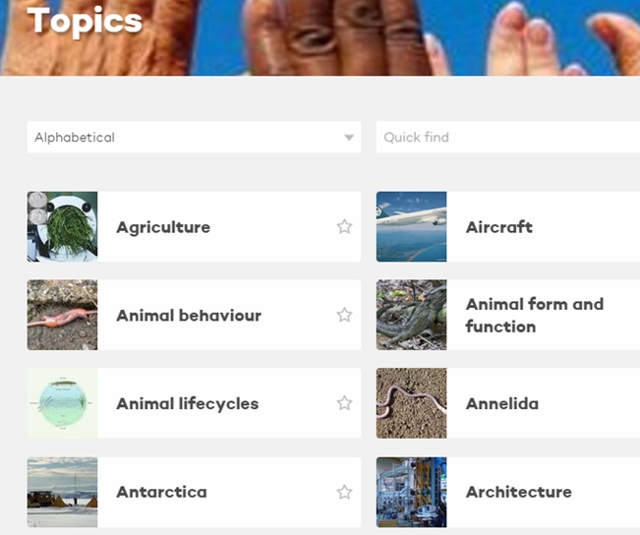 Topics
Alphabetical
Quick find
Agriculture
Aircraft
Animal behaviour
Animal form and
function
Animal lifecycles
Annelida
Antarctica
Architecture